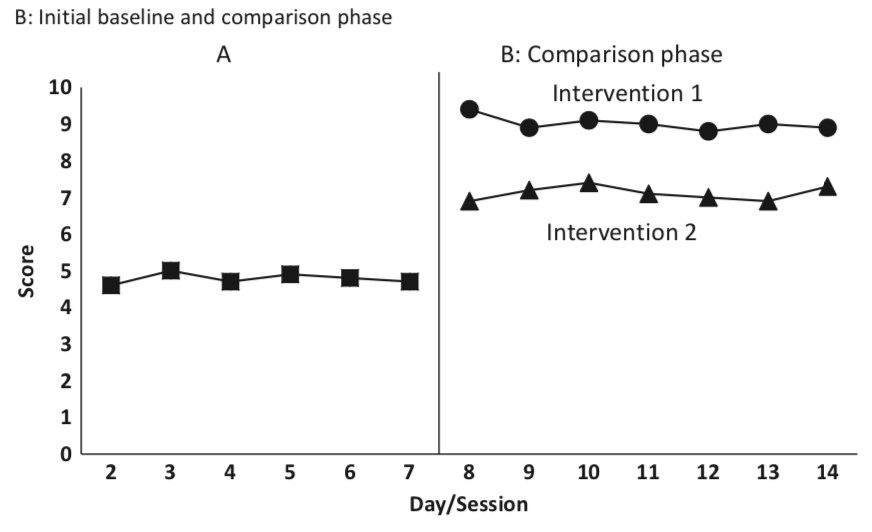 B: Initial baseline and comparison phase
A
B: Comparison phase
Intervention 1
Intervention 2
Score
10
9
8
7
6
5
4
3
2
1
0
2 3 4 5 6 7 8 9 10 11 12 13 14
Day/Session